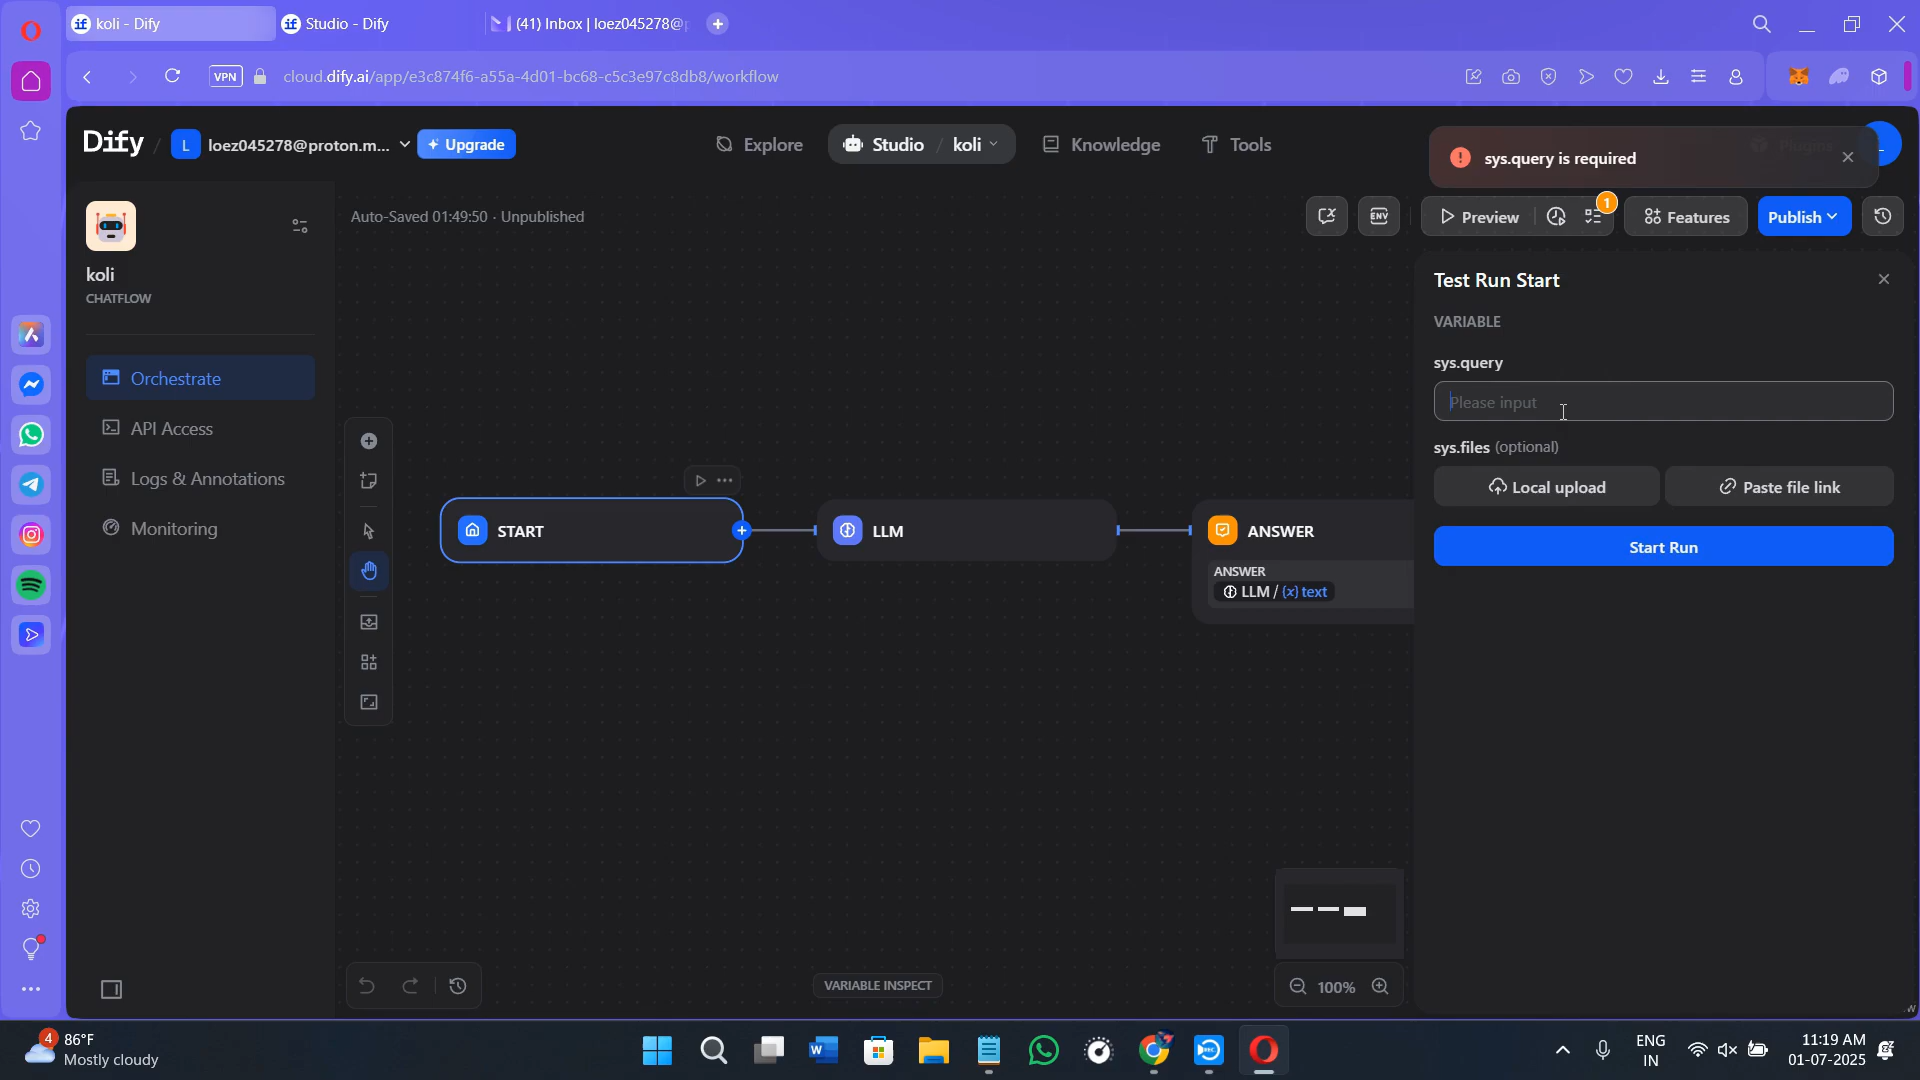 koli - Dify
Studio - Dify
(41) Inbox | loez045278@
VPN
cloud.dify.ai/app/e3c874f6-a55a-4d01-bc68-c5c3e97c8db8/workflow
Dify / L loez045278@proton.m... Upgrade
Explore
Studio / koli
Knowledge
Tools
sys.query is required
koli
CHATFLOW
Orchestrate
API Access
Logs & Annotations
Monitoring
Auto-Saved 01:49:50 · Unpublished
ENV
Preview
1
Features
Publish
Test Run Start
VARIABLE
sys.query
Please input
sys.files (optional)
Local upload
Paste file link
Start Run
START
LLM
ANSWER
ANSWER
LLM / (x) text
VARIABLE INSPECT
100%
4
86°F
Mostly cloudy
ENG
IN
11:19 AM
01-07-2025